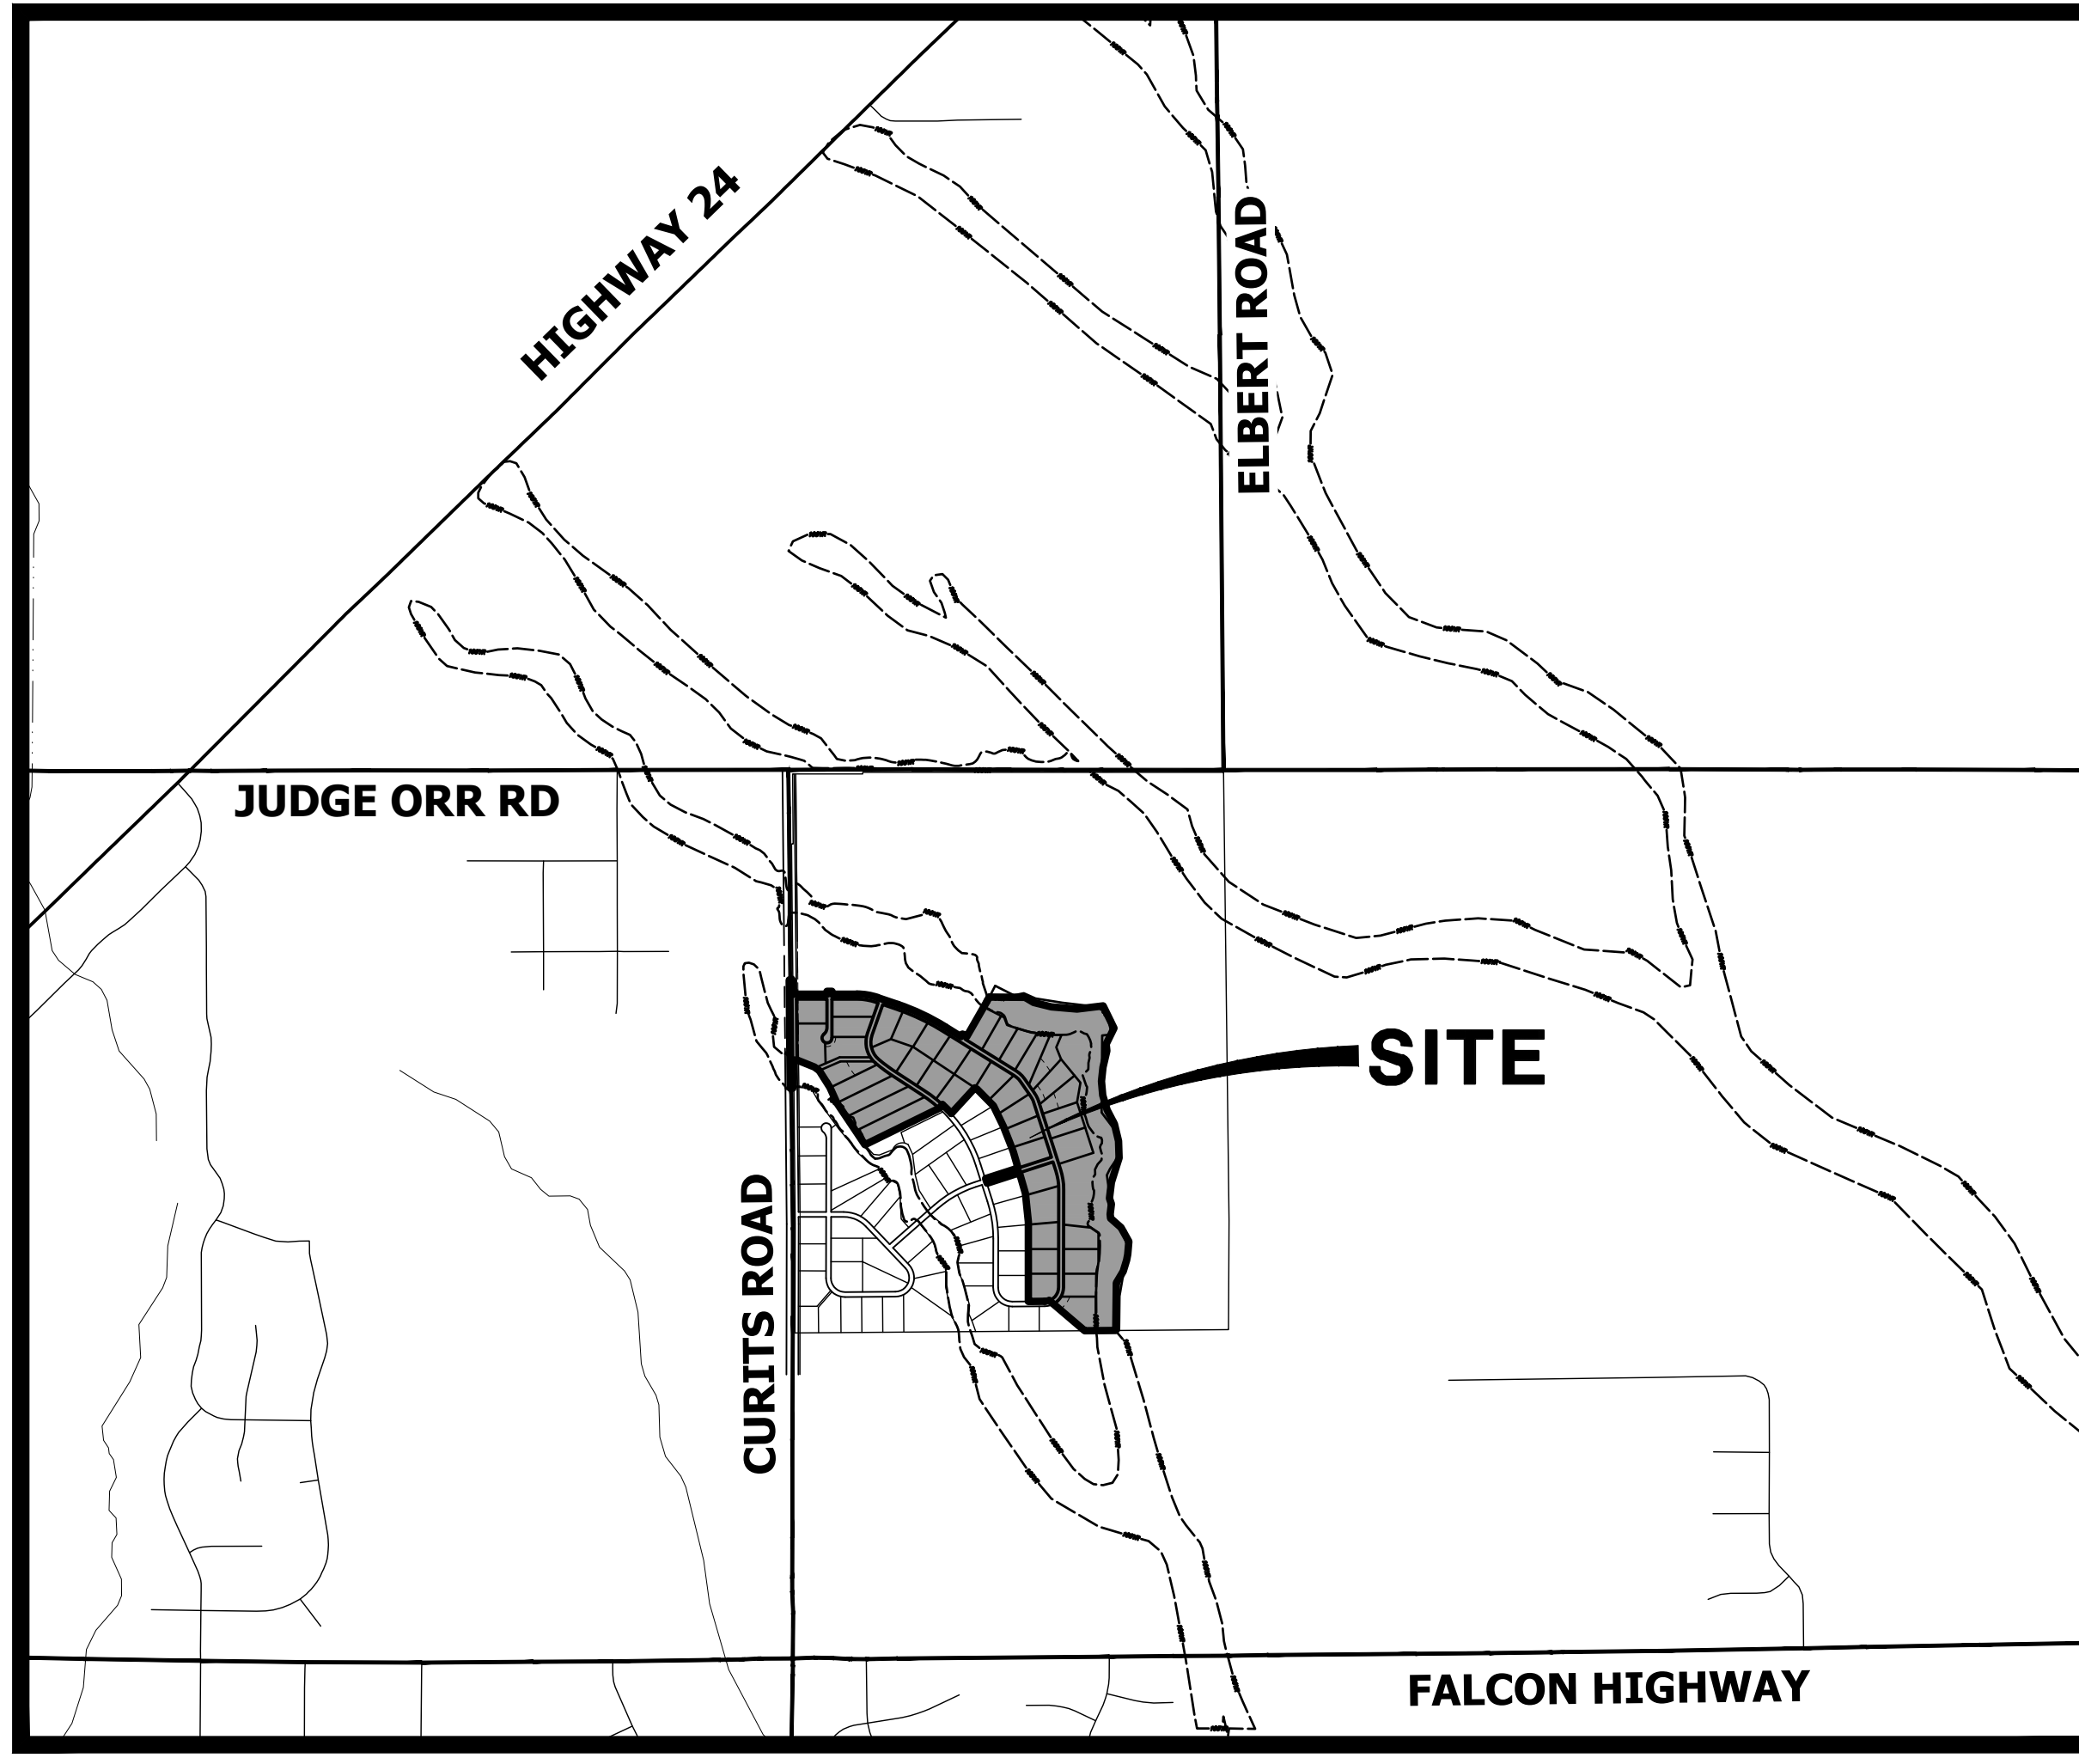 HIGHWAY 24
ELBERT ROAD
JUDGE ORR RD
SITE
CURITS ROAD
FALCON HIGHWAY